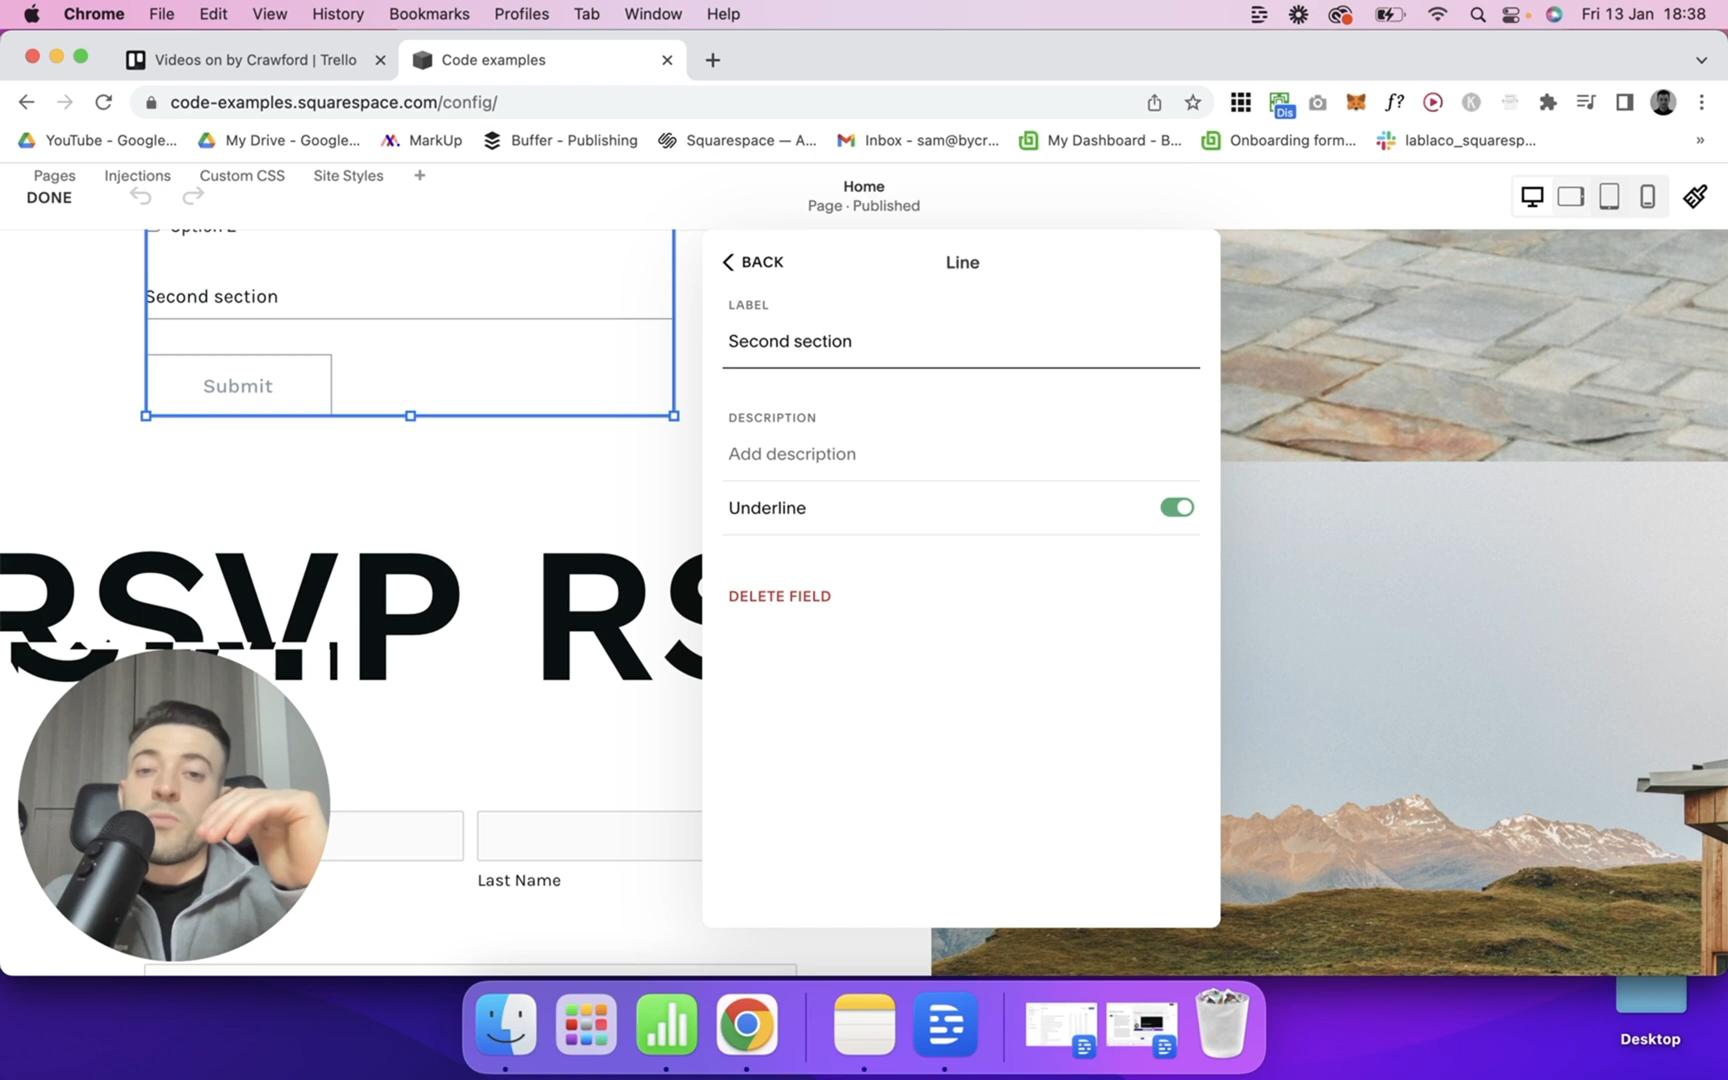 Chrome File Edit View History Bookmarks Profiles Tab Window Help Fri 13 Jan 18:38
Videos on by Crawford | Trello Code examples
code-examples.squarespace.com/config/ Dis f?
YouTube - Google... My Drive - Google... MarkUp Buffer - Publishing Squarespace — A... Inbox - sam@bycr... My Dashboard - B... Onboarding form... lablaco_squaresp... »
Pages Injections Custom CSS Site Styles +
DONE
Home
Page · Published
Second section
Submit
BACK
Line
LABEL
Second section
DESCRIPTION
Add description
Underline
DELETE FIELD
RSVP RS
Last Name
Desktop